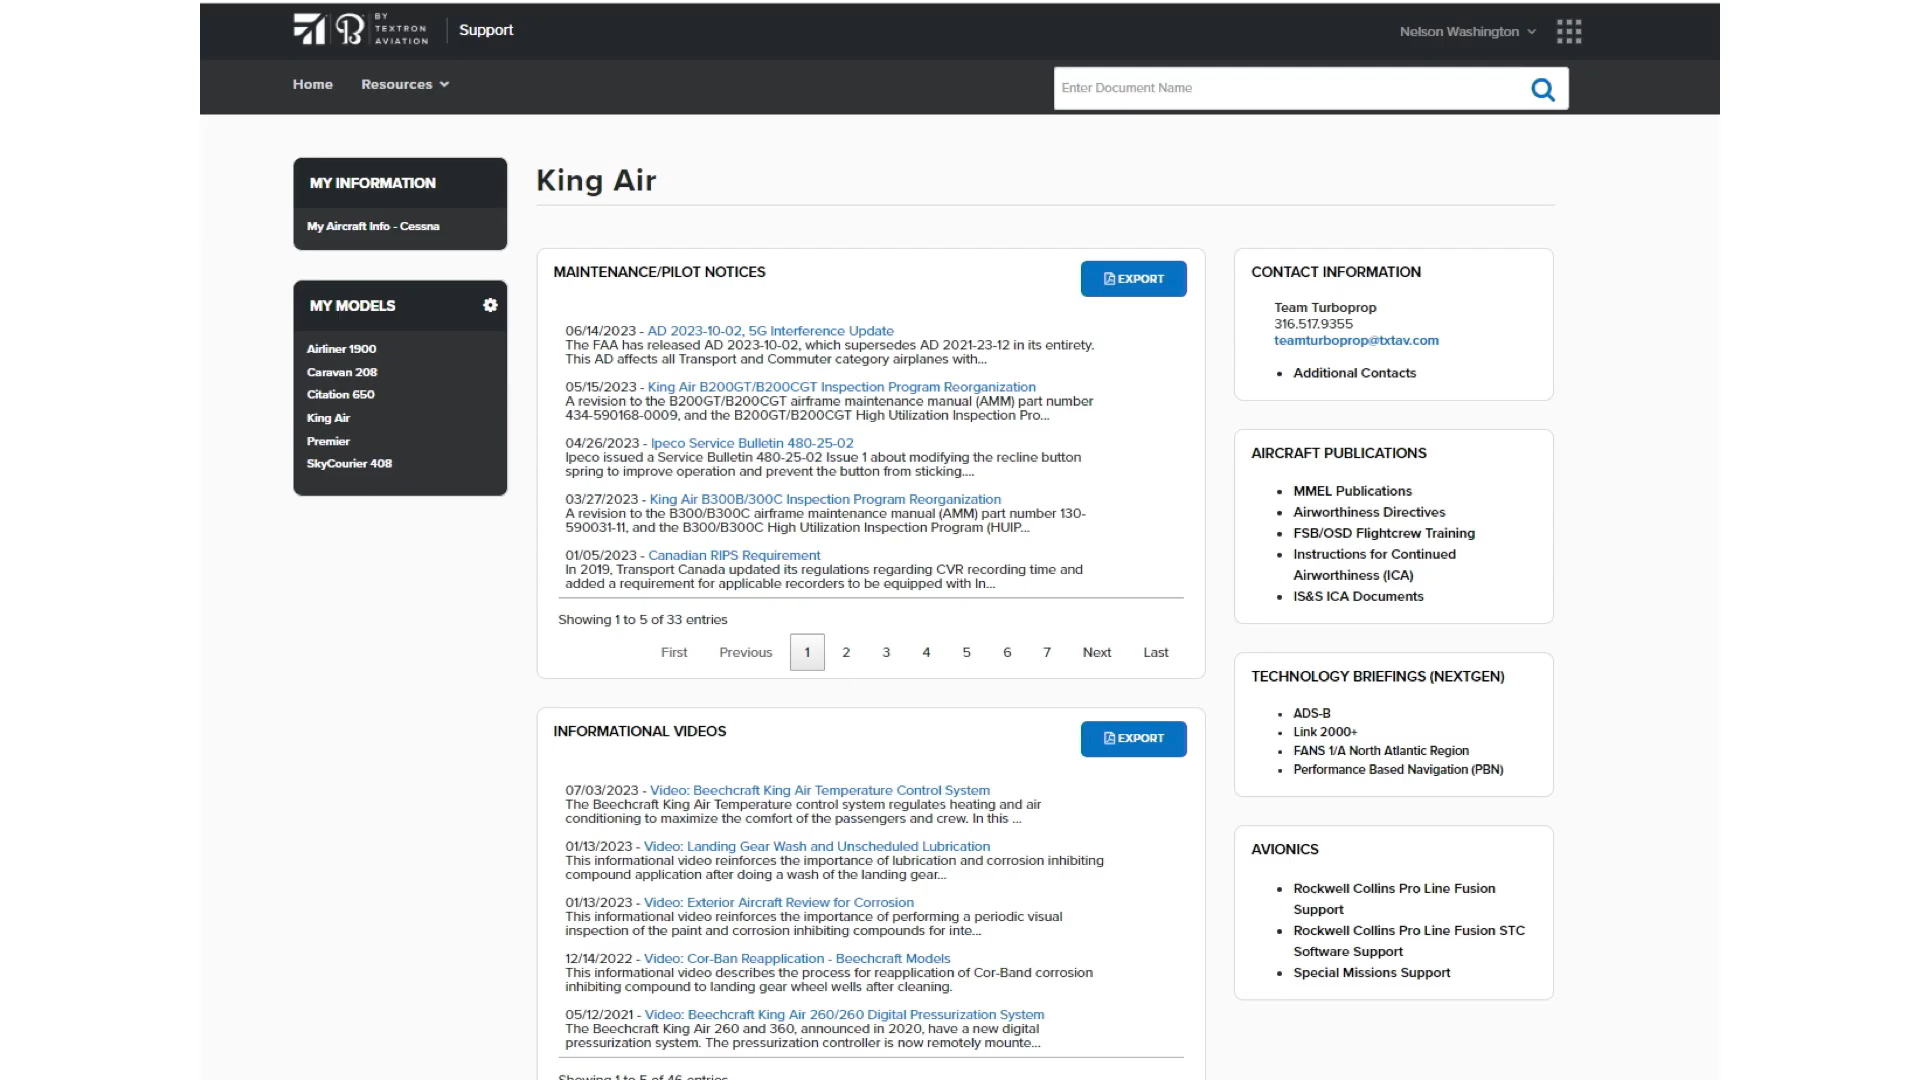 BY
TEXTRON
AVIATION
Support
Nelson Washington
Home
Resources
Enter Document Name
MY INFORMATION
My Aircraft Info - Cessna
MY MODELS
Airliner 1900
Caravan 208
Citation 650
King Air
Premier
SkyCourier 408
King Air
MAINTENANCE/PILOT NOTICES
EXPORT
06/14/2023 - AD 2023-10-02, 5G Interference Update
The FAA has released AD 2023-10-02, which supersedes AD 2021-23-12 in its entirety.
This AD affects all Transport and Commuter category airplanes with...
05/15/2023 - King Air B200GT/B200CGT Inspection Program Reorganization
A revision to the B200GT/B200CGT airframe maintenance manual (AMM) part number
434-590168-0009, and the B200GT/B200CGT High Utilization Inspection Pro...
04/26/2023 - Ipeco Service Bulletin 480-25-02
Ipeco issued a Service Bulletin 480-25-02 Issue 1 about modifying the recline button
spring to improve operation and prevent the button from sticking....
03/27/2023 - King Air B300B/300C Inspection Program Reorganization
A revision to the B300/B300C airframe maintenance manual (AMM) part number 130-
590031-11, and the B300/B300C High Utilization Inspection Program (HUIP...
01/05/2023 - Canadian RIPS Requirement
In 2019, Transport Canada updated its regulations regarding CVR recording time and
added a requirement for applicable recorders to be equipped with In...
Showing 1 to 5 of 33 entries
First Previous 1 2 3 4 5 6 7 Next Last
INFORMATIONAL VIDEOS
EXPORT
07/03/2023 - Video: Beechcraft King Air Temperature Control System
The Beechcraft King Air Temperature control system regulates heating and air
conditioning to maximize the comfort of the passengers and crew. In this ...
01/13/2023 - Video: Landing Gear Wash and Unscheduled Lubrication
This informational video reinforces the importance of lubrication and corrosion inhibiting
compound application after doing a wash of the landing gear...
01/13/2023 - Video: Exterior Aircraft Review for Corrosion
This informational video reinforces the importance of performing a periodic visual
inspection of the paint and corrosion inhibiting compounds for inte...
12/14/2022 - Video: Cor-Ban Reapplication - Beechcraft Models
This informational video describes the process for reapplication of Cor-Band corrosion
inhibiting compound to landing gear wheel wells after cleaning.
05/12/2021 - Video: Beechcraft King Air 260/260 Digital Pressurization System
The Beechcraft King Air 260 and 360, announced in 2020, have a new digital
pressurization system. The pressurization controller is now remotely mounte...
Showing 1 to 5 of 46 entries
CONTACT INFORMATION
Team Turboprop
316.517.9355
teamturboprop@txtav.com
Additional Contacts
AIRCRAFT PUBLICATIONS
MMEL Publications
Airworthiness Directives
FSB/OSD Flightcrew Training
Instructions for Continued
Airworthiness (ICA)
IS&S ICA Documents
TECHNOLOGY BRIEFINGS (NEXTGEN)
ADS-B
Link 2000+
FANS 1/A North Atlantic Region
Performance Based Navigation (PBN)
AVIONICS
Rockwell Collins Pro Line Fusion
Support
Rockwell Collins Pro Line Fusion STC
Software Support
Special Missions Support